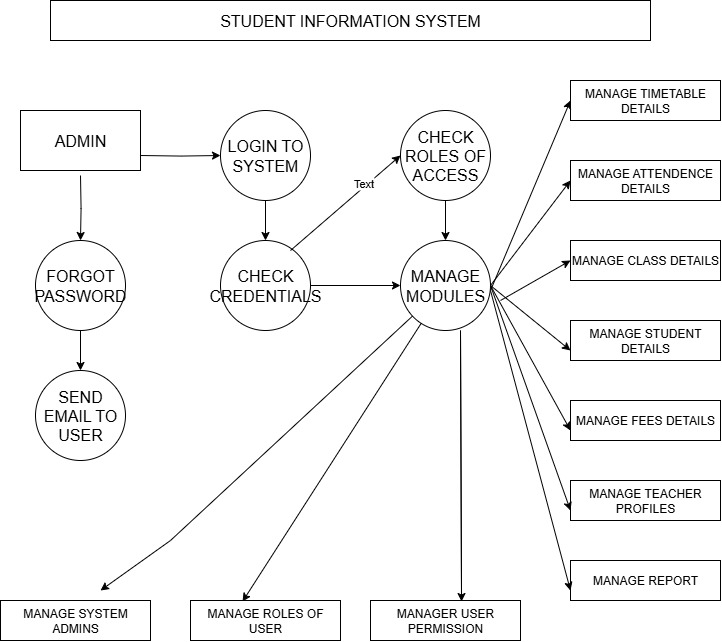 STUDENT INFORMATION SYSTEM
ADMIN
LOGIN TO
SYSTEM
CHECK
ROLES OF
ACCESS
MANAGE TIMETABLE
DETAILS
MANAGE ATTENDENCE
DETAILS
Text
FORGOT
PASSWORD
CHECK
CREDENTIALS
MANAGE
MODULES
MANAGE CLASS DETAILS
MANAGE STUDENT
DETAILS
SEND
EMAIL TO
USER
MANAGE FEES DETAILS
MANAGE TEACHER
PROFILES
MANAGE REPORT
MANAGE SYSTEM
ADMINS
MANAGE ROLES OF
USER
MANAGER USER
PERMISSION